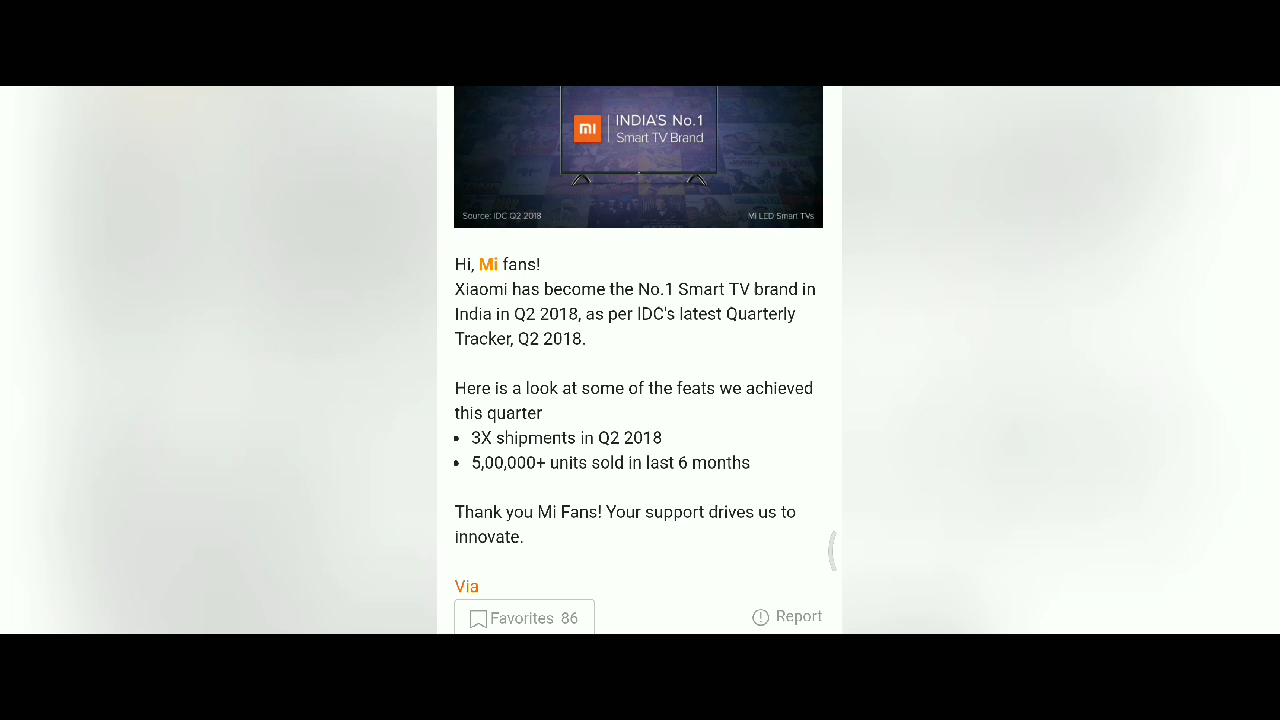 mi INDIA'S No.1
Smart TV Brand
Source: IDC Q2 2018 Mi LED Smart TVs
Hi, Mi fans!
Xiaomi has become the No.1 Smart TV brand in
India in Q2 2018, as per IDC's latest Quarterly
Tracker, Q2 2018.
Here is a look at some of the feats we achieved
this quarter
• 3X shipments in Q2 2018
• 5,00,000+ units sold in last 6 months
Thank you Mi Fans! Your support drives us to
innovate.
Via
Favorites 86 Report